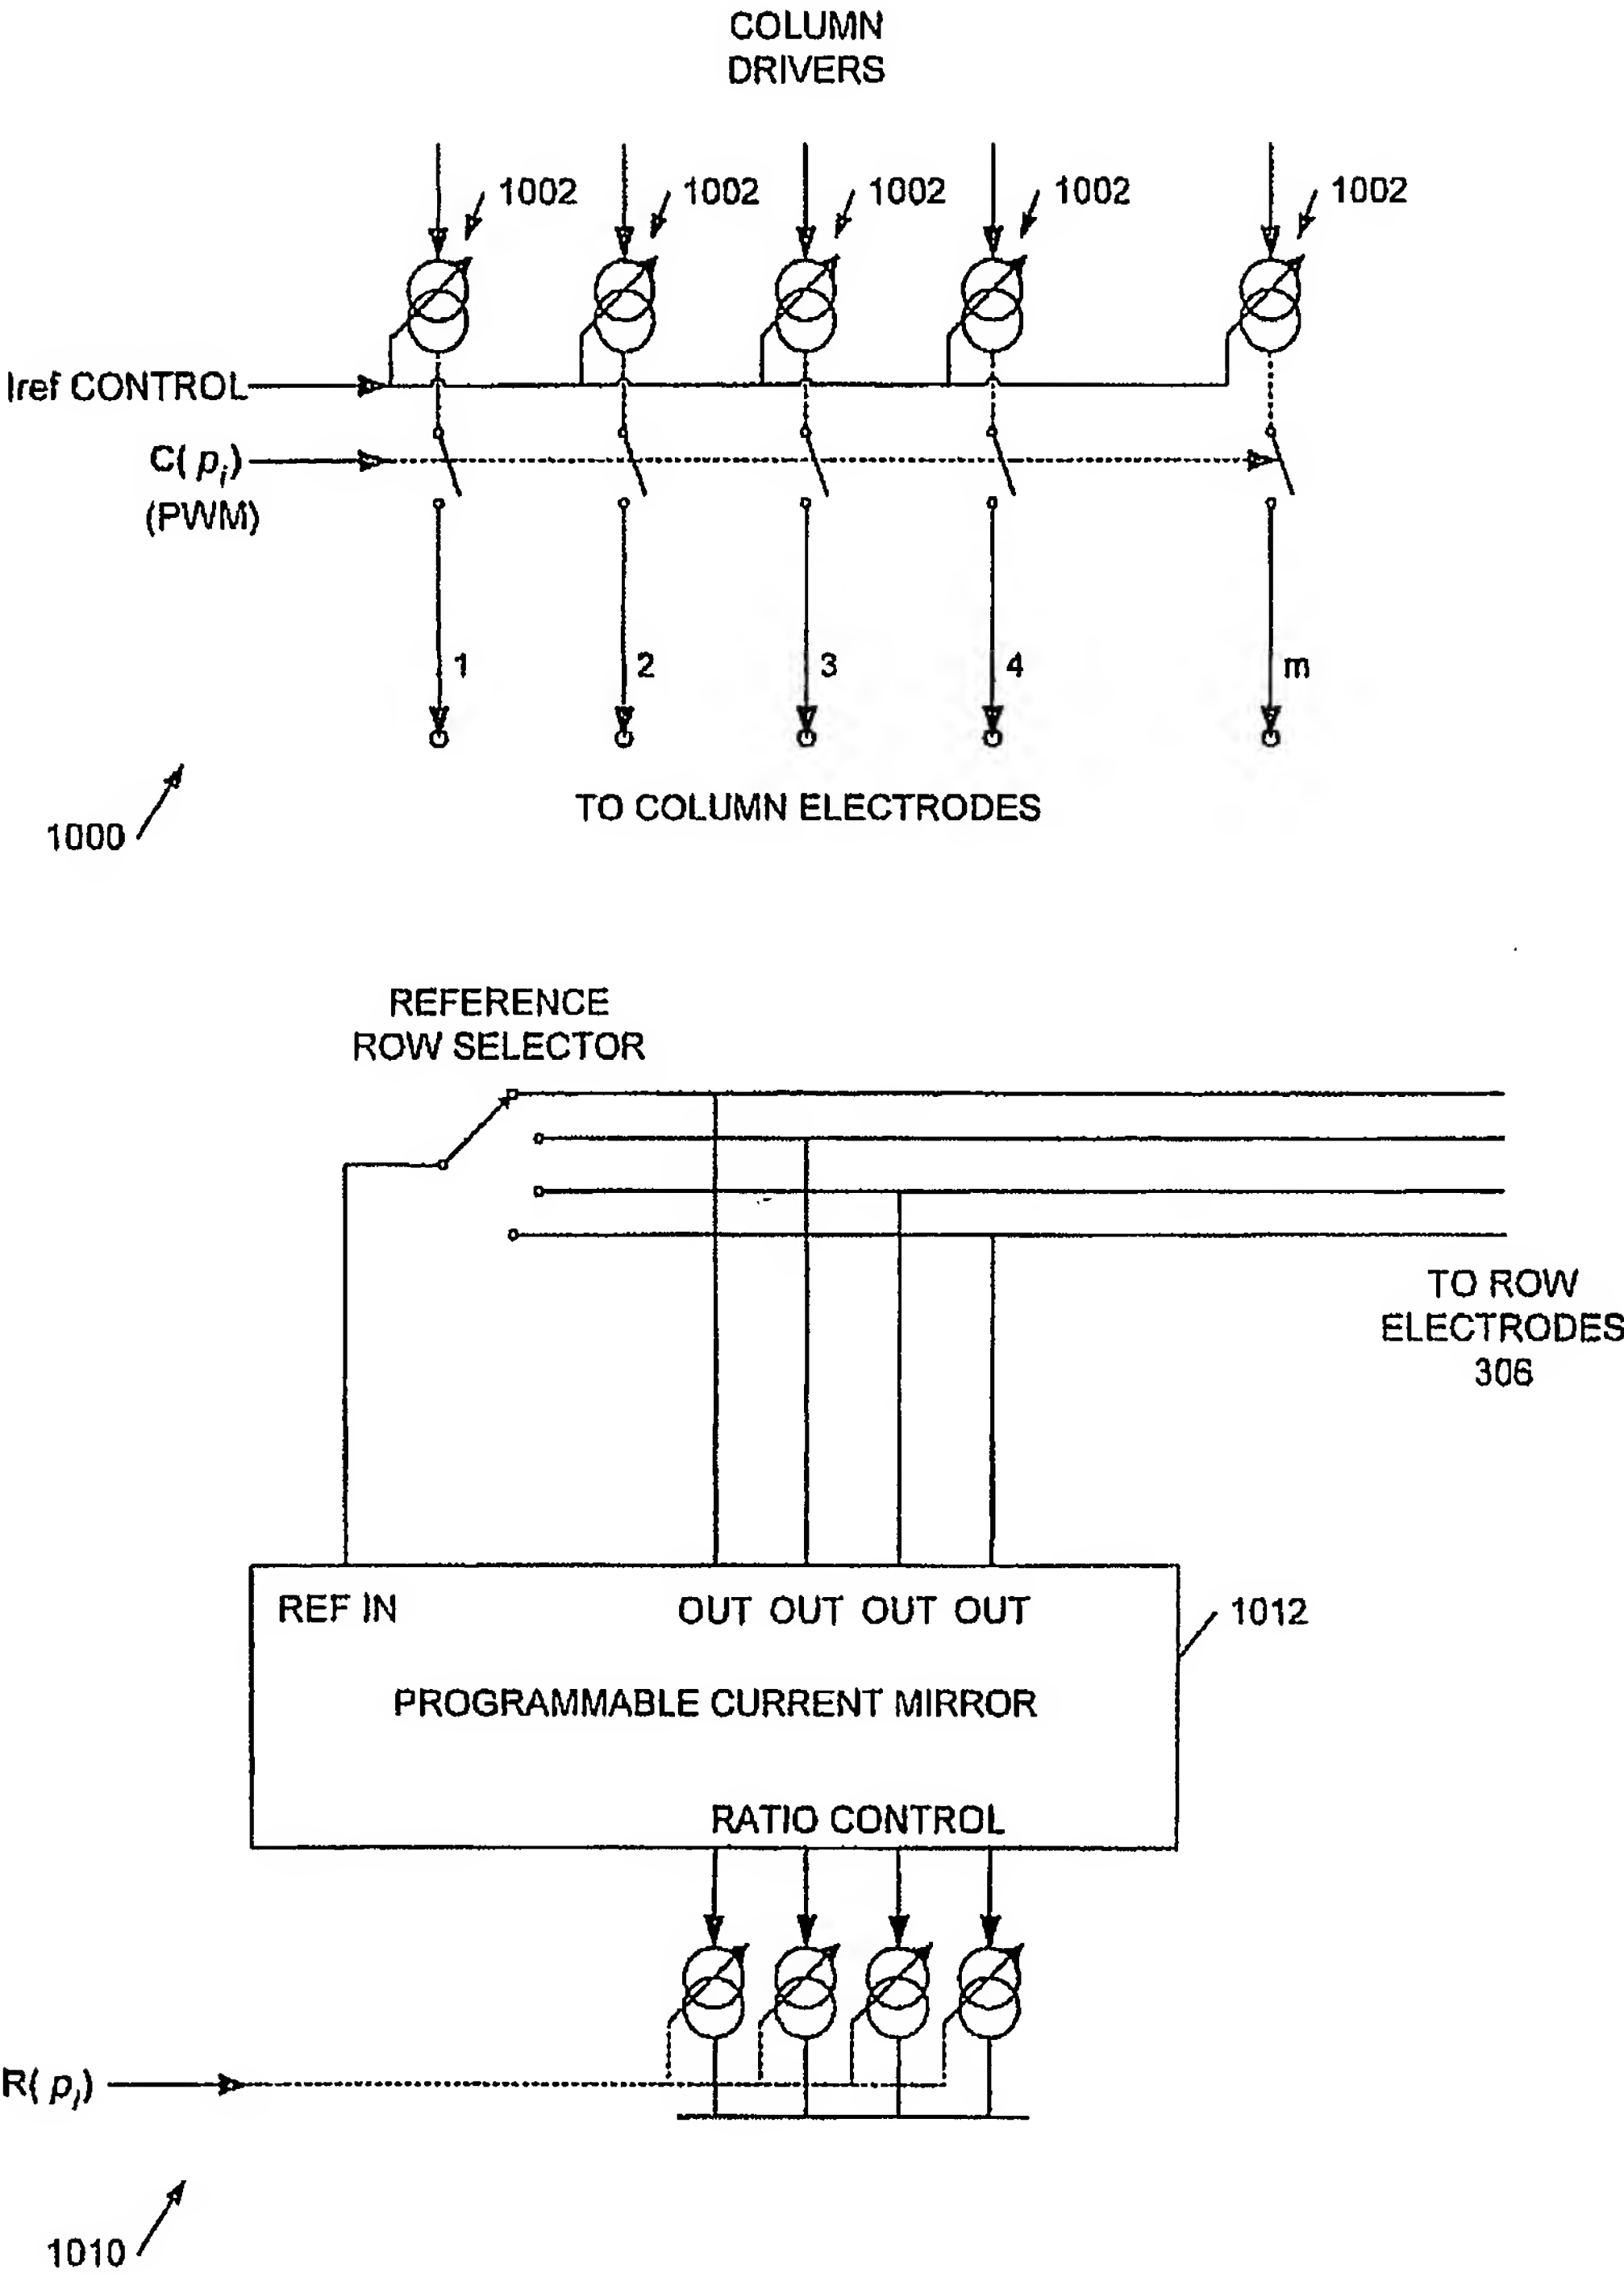 COLUMN
DRIVERS
1002 1002 1002 1002 1002
Iref CONTROL
C( pᵢ)
(PWM)
1 2 3 4 m
TO COLUMN ELECTRODES
1000
REFERENCE
ROW SELECTOR
TO ROW
ELECTRODES
306
REF IN OUT OUT OUT OUT
1012
PROGRAMMABLE CURRENT MIRROR
RATIO CONTROL
R( pⱼ)
1010